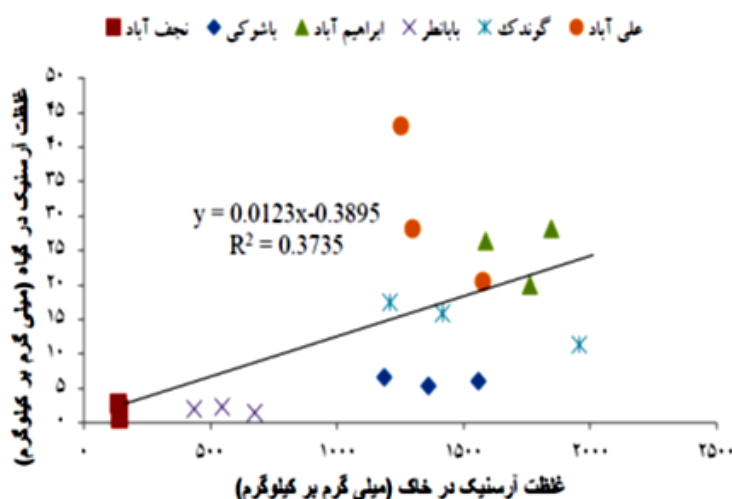 نجف آباد باشوکی ابراهیم آباد بابانظر گوندک علی آباد
غلظت آرسنیک در گیاه (میلی گرم بر کیلوگرم)
۵۰
۴۵
۴۰
۳۵
۳۰
۲۵
۲۰
۱۵
۱۰
۵
۰
y = 0.0123x-0.3895
R² = 0.3735
۰ ۵۰۰ ۱۰۰۰ ۱۵۰۰ ۲۰۰۰ ۲۵۰۰
غلظت آرسنیک در خاک (میلی گرم بر کیلوگرم)